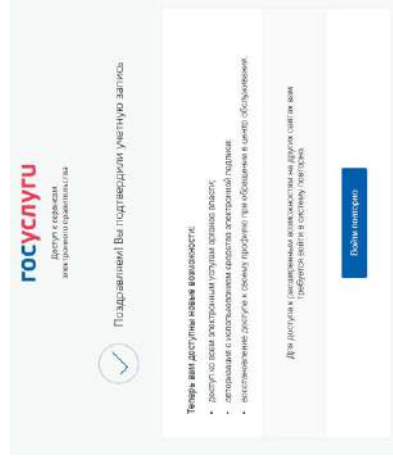 госуслуги
Доступ к сервисам
электронного правительства
Поздравляем! Вы подтвердили учетную запись
Теперь вам доступны новые возможности:
• доступ ко всем электронным услугам органов власти;
• авторизация с использованием средства электронной подписи;
• восстановление доступа к своему профилю при обращении в центр обслуживания.
Для доступа к расширенным возможностям на других сайтах вам
требуется войти в систему повторно.
Войти повторно